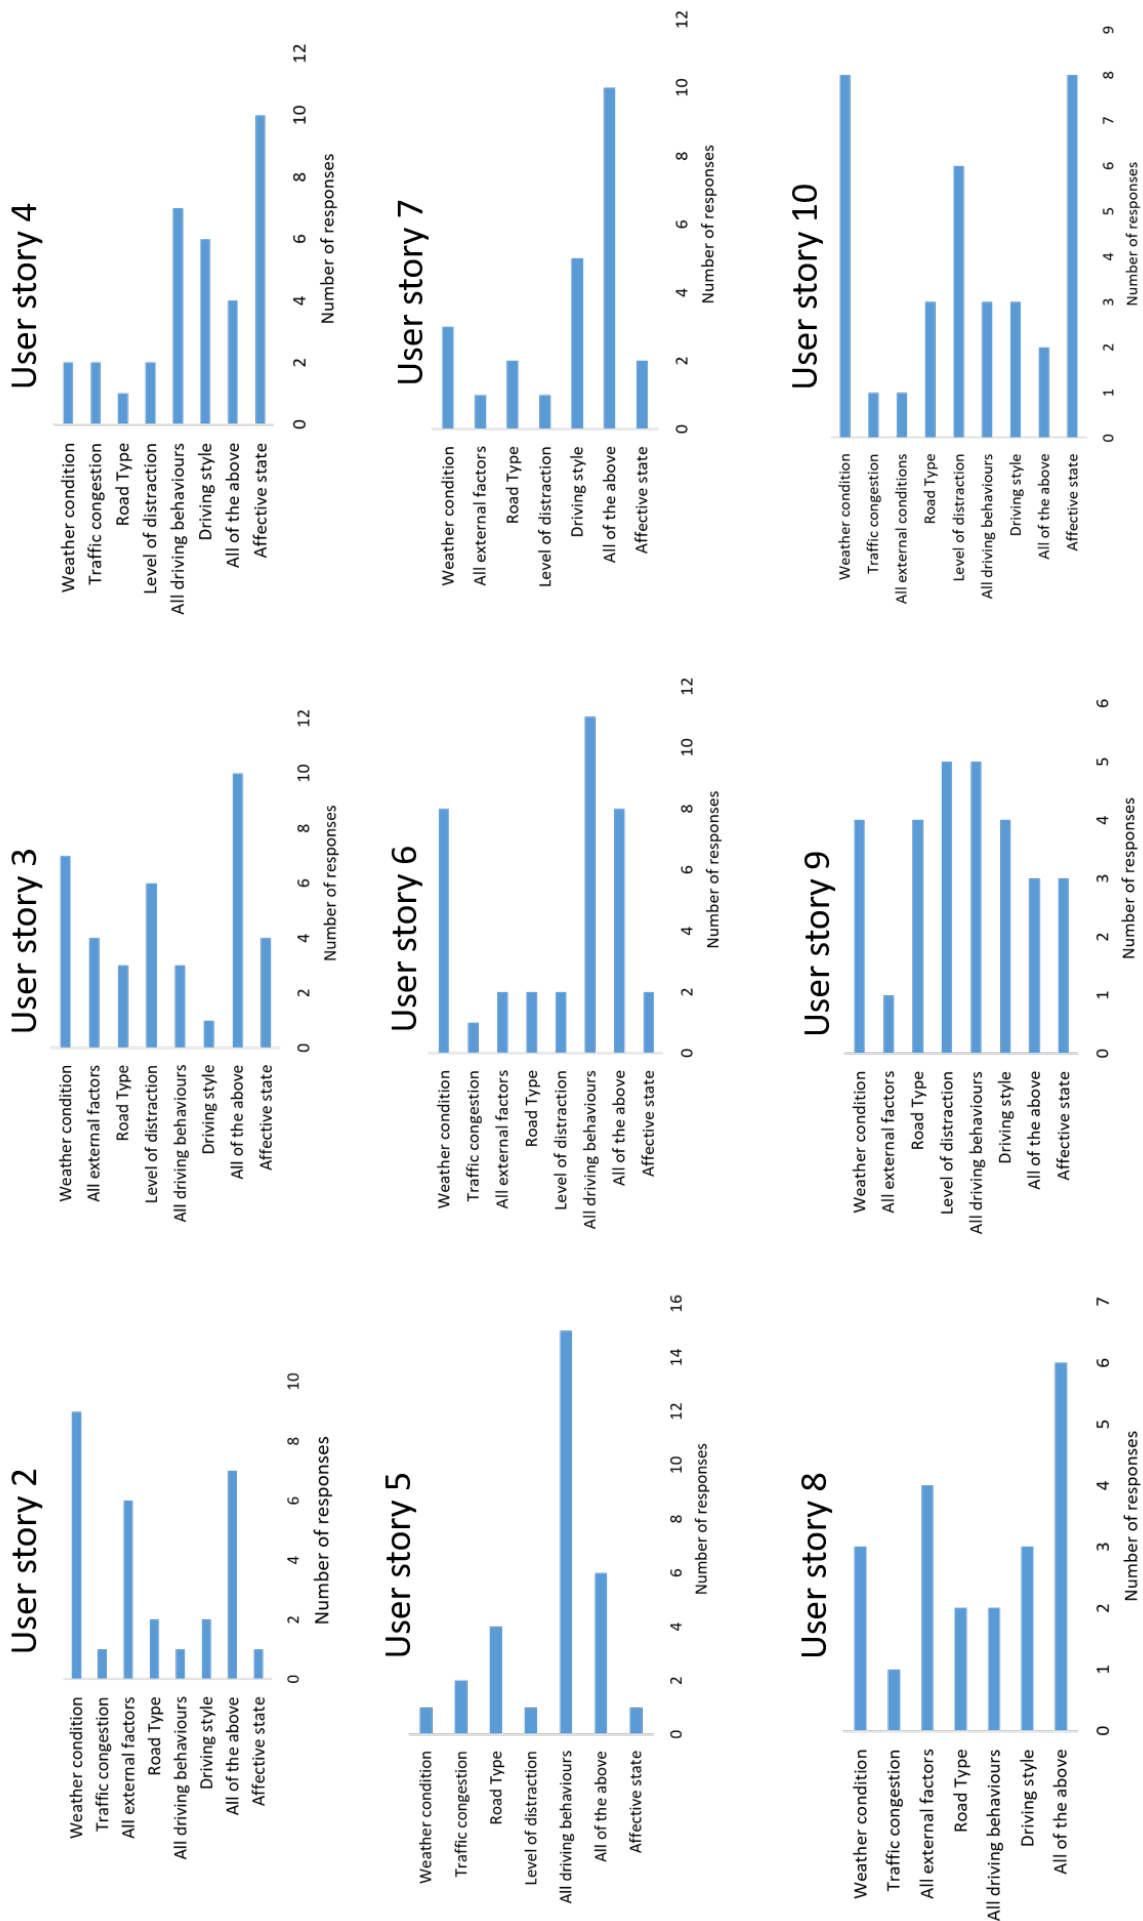 User story 2
Weather condition
Traffic congestion
All external factors
Road Type
All driving behaviours
Driving style
All of the above
Affective state
0 2 4 6 8 10
Number of responses
User story 3
Weather condition
All external factors
Road Type
Level of distraction
All driving behaviours
Driving style
All of the above
Affective state
0 2 4 6 8 10 12
Number of responses
User story 4
Weather condition
Traffic congestion
Road Type
Level of distraction
All driving behaviours
Driving style
All of the above
Affective state
0 2 4 6 8 10 12
Number of responses
User story 5
Weather condition
Traffic congestion
Road Type
Level of distraction
All driving behaviours
All of the above
Affective state
0 2 4 6 8 10 12 14 16
Number of responses
User story 6
Weather condition
Traffic congestion
All external factors
Road Type
Level of distraction
All driving behaviours
All of the above
Affective state
0 2 4 6 8 10 12
Number of responses
User story 7
Weather condition
All external factors
Road Type
Level of distraction
Driving style
All of the above
Affective state
0 2 4 6 8 10 12
Number of responses
User story 8
Weather condition
Traffic congestion
All external factors
Road Type
All driving behaviours
Driving style
All of the above
0 1 2 3 4 5 6 7
Number of responses
User story 9
Weather condition
All external factors
Road Type
Level of distraction
All driving behaviours
Driving style
All of the above
Affective state
0 1 2 3 4 5 6
Number of responses
User story 10
Weather condition
Traffic congestion
All external conditions
Road Type
Level of distraction
All driving behaviours
Driving style
All of the above
Affective state
0 1 2 3 4 5 6 7 8 9
Number of responses